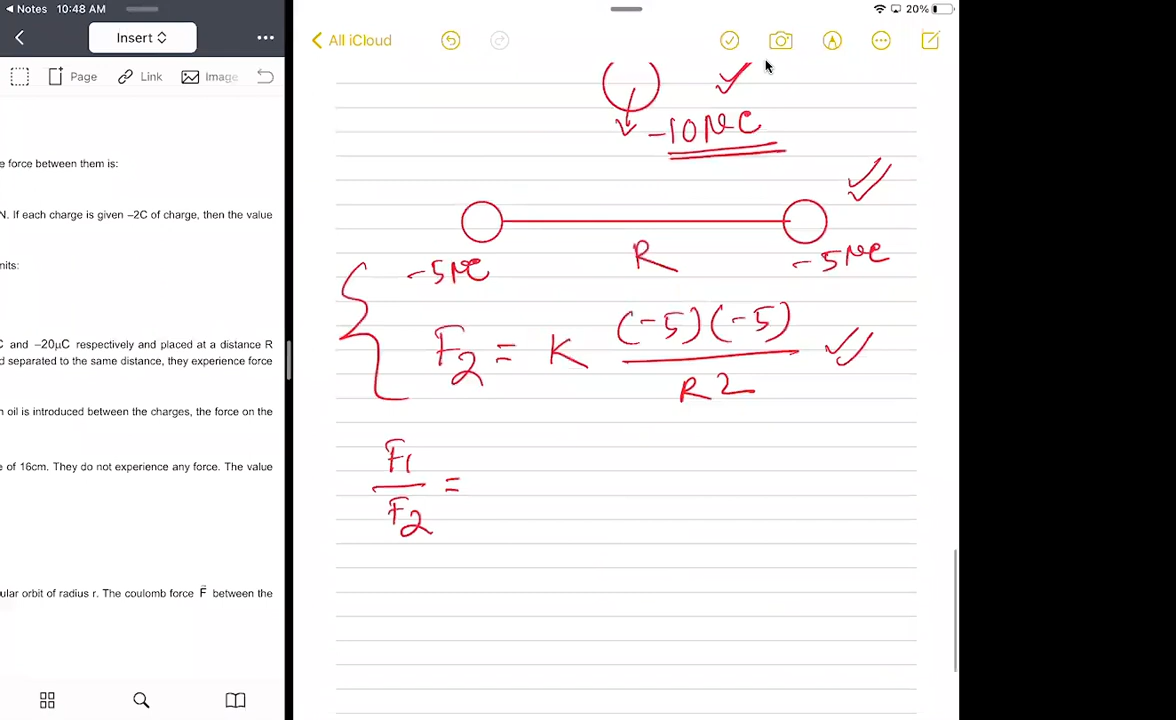 Notes 10:48 AM
20%
Insert
All iCloud
Page Link Image
e force between them is:
N. If each charge is given –2C of charge, then the value
nits:
C and –20μC respectively and placed at a distance R
d separated to the same distance, they experience force
n oil is introduced between the charges, the force on the
e of 16cm. They do not experience any force. The value
ular orbit of radius r. The coulomb force F⃗ between the
-10μC
R
-5μC
-5μC
F2 = K (-5)(-5) / R2
F1 / F2 =